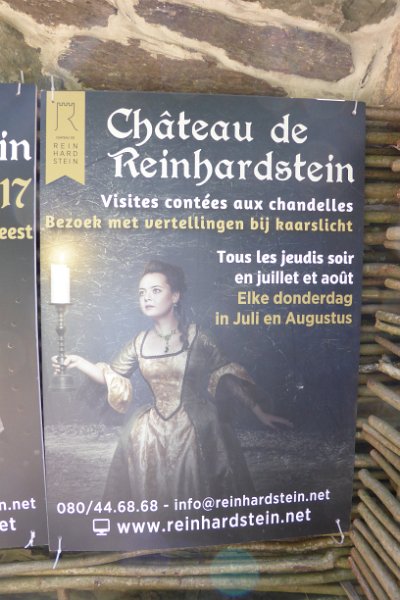 in
17
eest
s.net
et
R
CHÂTEAU DE
REIN
HARD
STEIN
Château de
Reinhardstein
Visites contées aux chandelles
Bezoek met vertellingen bij kaarslicht
Tous les jeudis soir
en juillet et août
Elke donderdag
in Juli en Augustus
080/44.68.68 - info@reinhardstein.net
www.reinhardstein.net